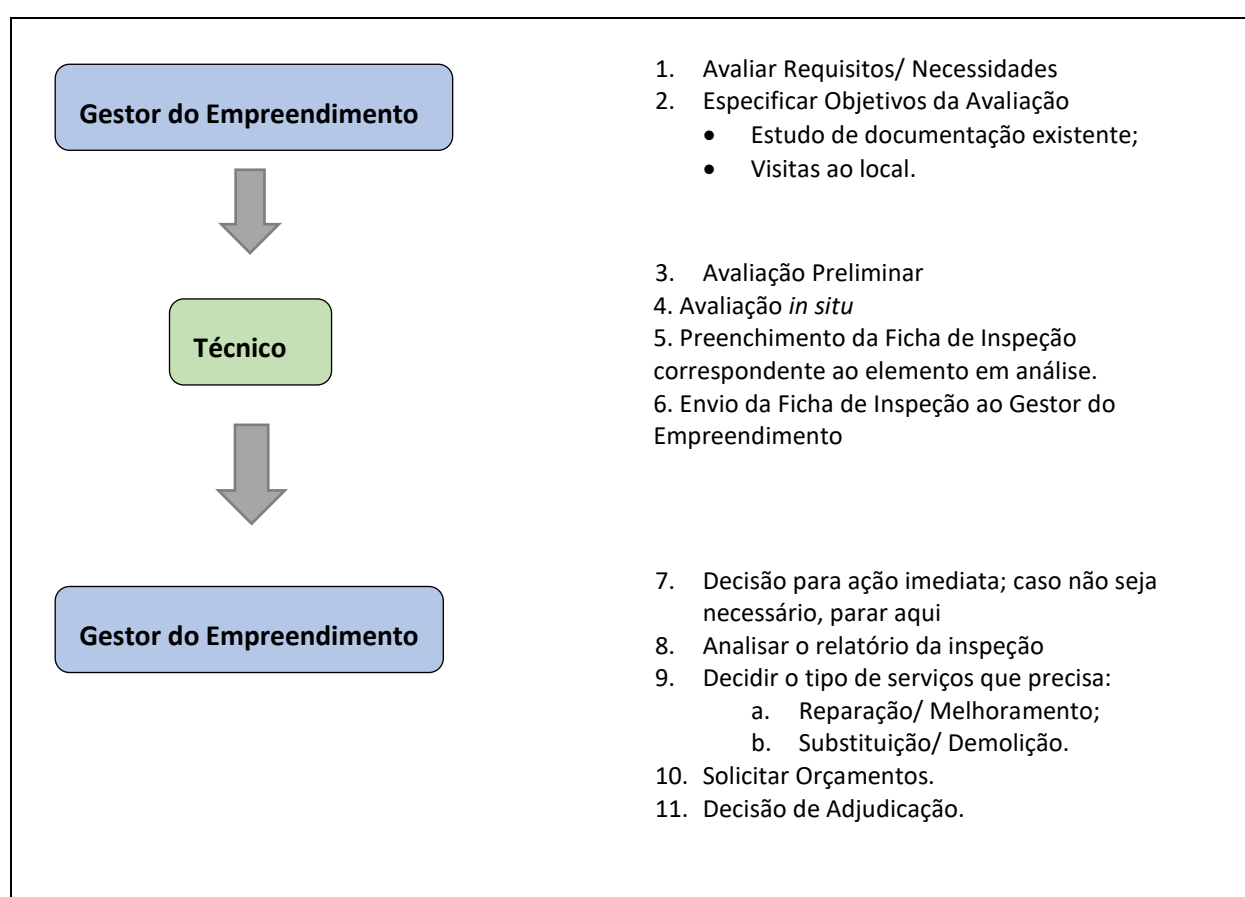 Gestor do Empreendimento
1. Avaliar Requisitos/ Necessidades
2. Especificar Objetivos da Avaliação
• Estudo de documentação existente;
• Visitas ao local.
Técnico
3. Avaliação Preliminar
4. Avaliação in situ
5. Preenchimento da Ficha de Inspeção
correspondente ao elemento em análise.
6. Envio da Ficha de Inspeção ao Gestor do
Empreendimento
Gestor do Empreendimento
7. Decisão para ação imediata; caso não seja
necessário, parar aqui
8. Analisar o relatório da inspeção
9. Decidir o tipo de serviços que precisa:
a. Reparação/ Melhoramento;
b. Substituição/ Demolição.
10. Solicitar Orçamentos.
11. Decisão de Adjudicação.